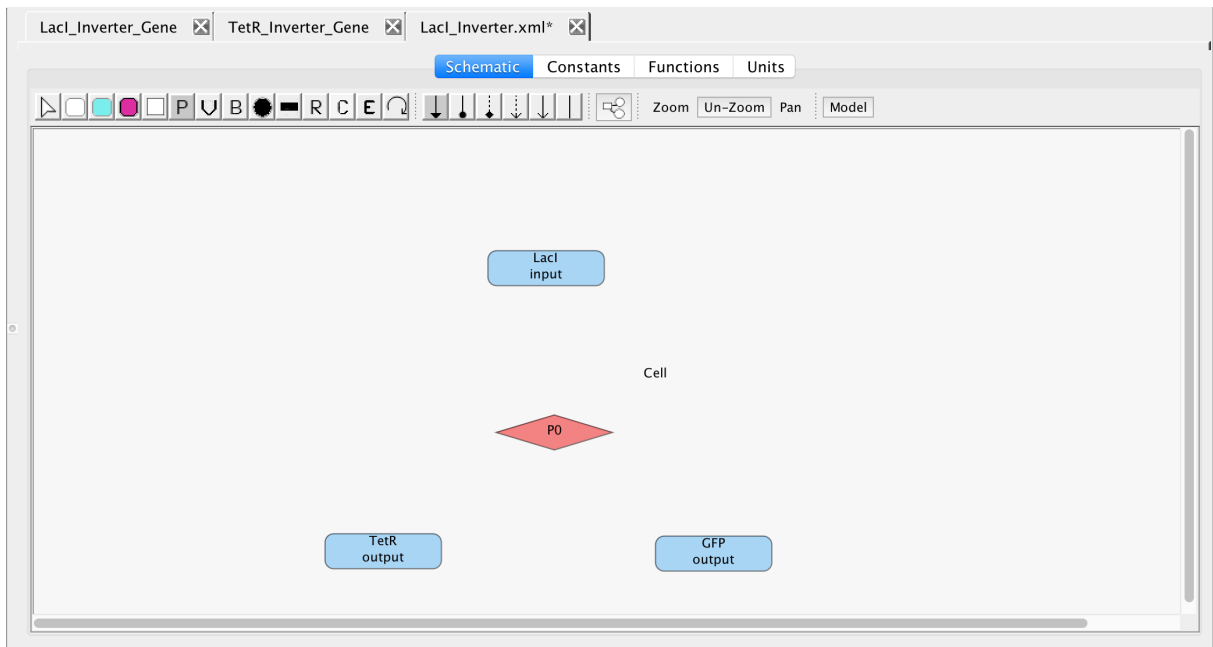 LacI_Inverter_Gene TetR_Inverter_Gene LacI_Inverter.xml*
Schematic Constants Functions Units
P V B R C E Zoom Un-Zoom Pan Model
LacI
input
Cell
P0
TetR
output
GFP
output